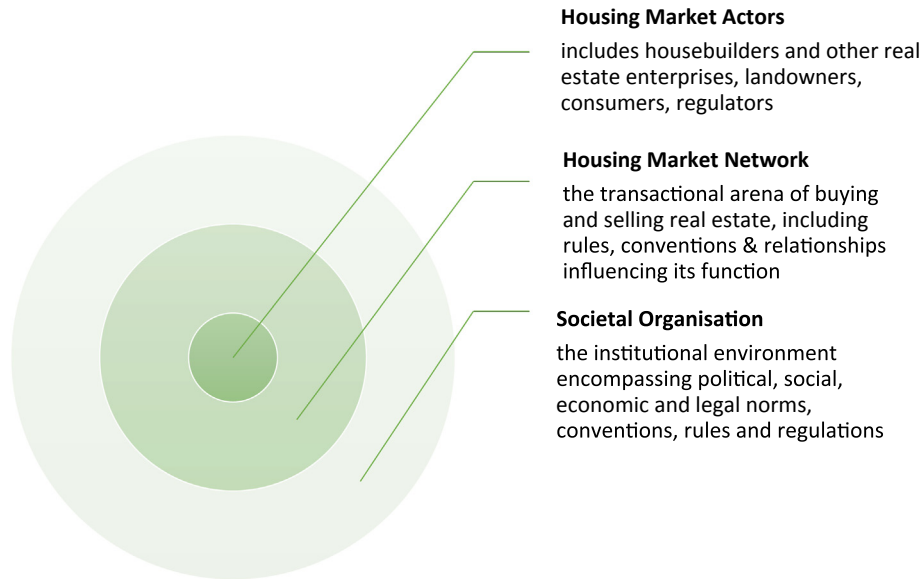 Housing Market Actors
includes housebuilders and other real
estate enterprises, landowners,
consumers, regulators
Housing Market Network
the transactional arena of buying
and selling real estate, including
rules, conventions & relationships
influencing its function
Societal Organisation
the institutional environment
encompassing political, social,
economic and legal norms,
conventions, rules and regulations